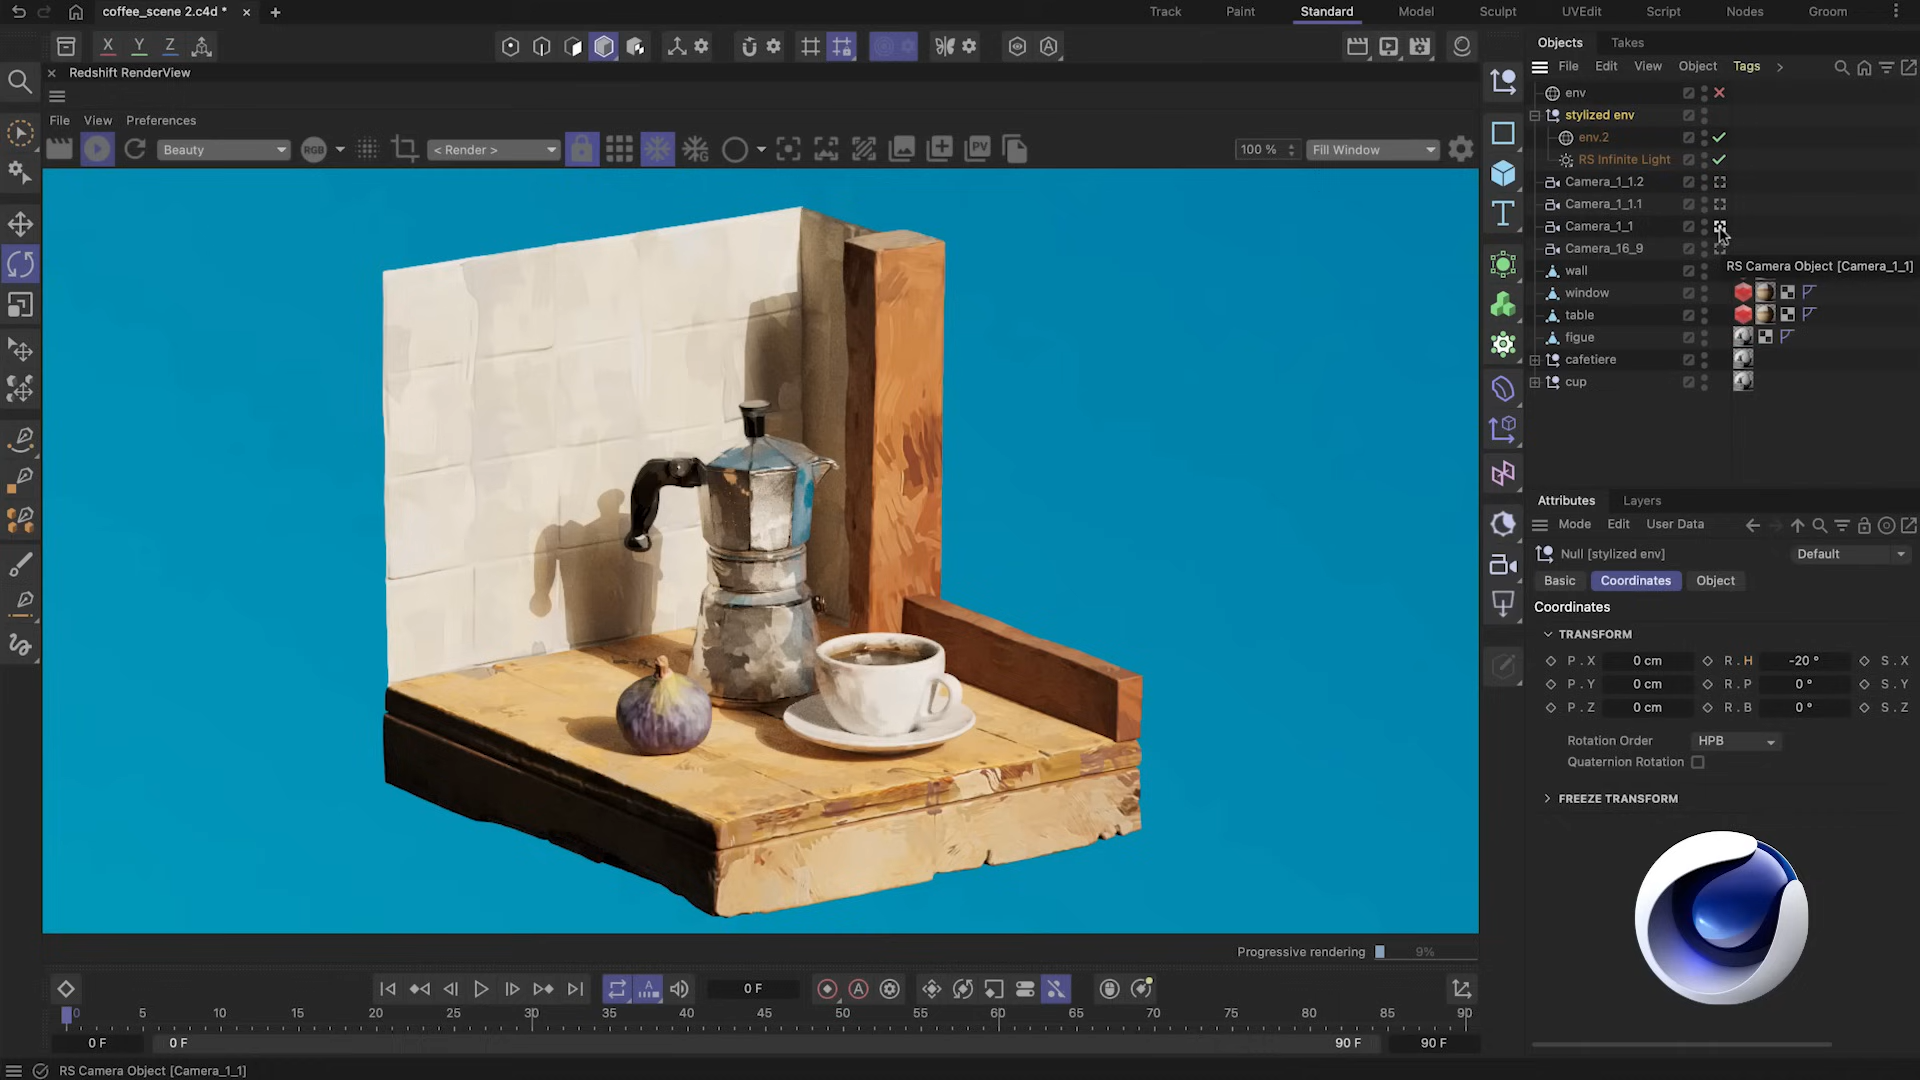 coffee_scene 2.c4d *
Track
Paint
Standard
Model
Sculpt
UVEdit
Script
Nodes
Groom
X
Y
Z
Redshift RenderView
File
View
Preferences
RGB
Beauty
< Render >
PV
100 %
Fill Window
Objects
Takes
File
Edit
View
Object
Tags
env
stylized env
env.2
RS Infinite Light
Camera_1_1.2
Camera_1_1.1
Camera_1_1
Camera_16_9
RS Camera Object [Camera_1_1]
wall
window
table
figue
cafetiere
cup
Attributes
Layers
Mode
Edit
User Data
Null [stylized env]
Default
Basic
Coordinates
Object
Coordinates
TRANSFORM
P . X 0 cm R . H -20 ° S . X
P . Y 0 cm R . P 0 ° S . Y
P . Z 0 cm R . B 0 ° S . Z
Rotation Order HPB
Quaternion Rotation
FREEZE TRANSFORM
Progressive rendering 9%
0 F
0 5 10 15 20 25 30 35 40 45 50 55 60 65 70 75 80 85 90
0 F 0 F 90 F 90 F
RS Camera Object [Camera_1_1]